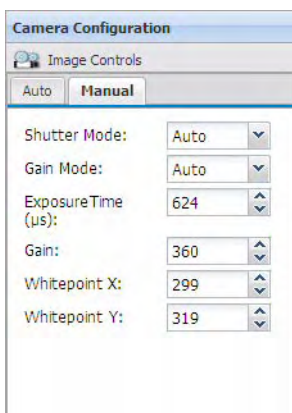 Camera Configuration
Image Controls
Auto Manual
Shutter Mode: Auto
Gain Mode: Auto
ExposureTime 624
(µs):
Gain: 360
Whitepoint X: 299
Whitepoint Y: 319